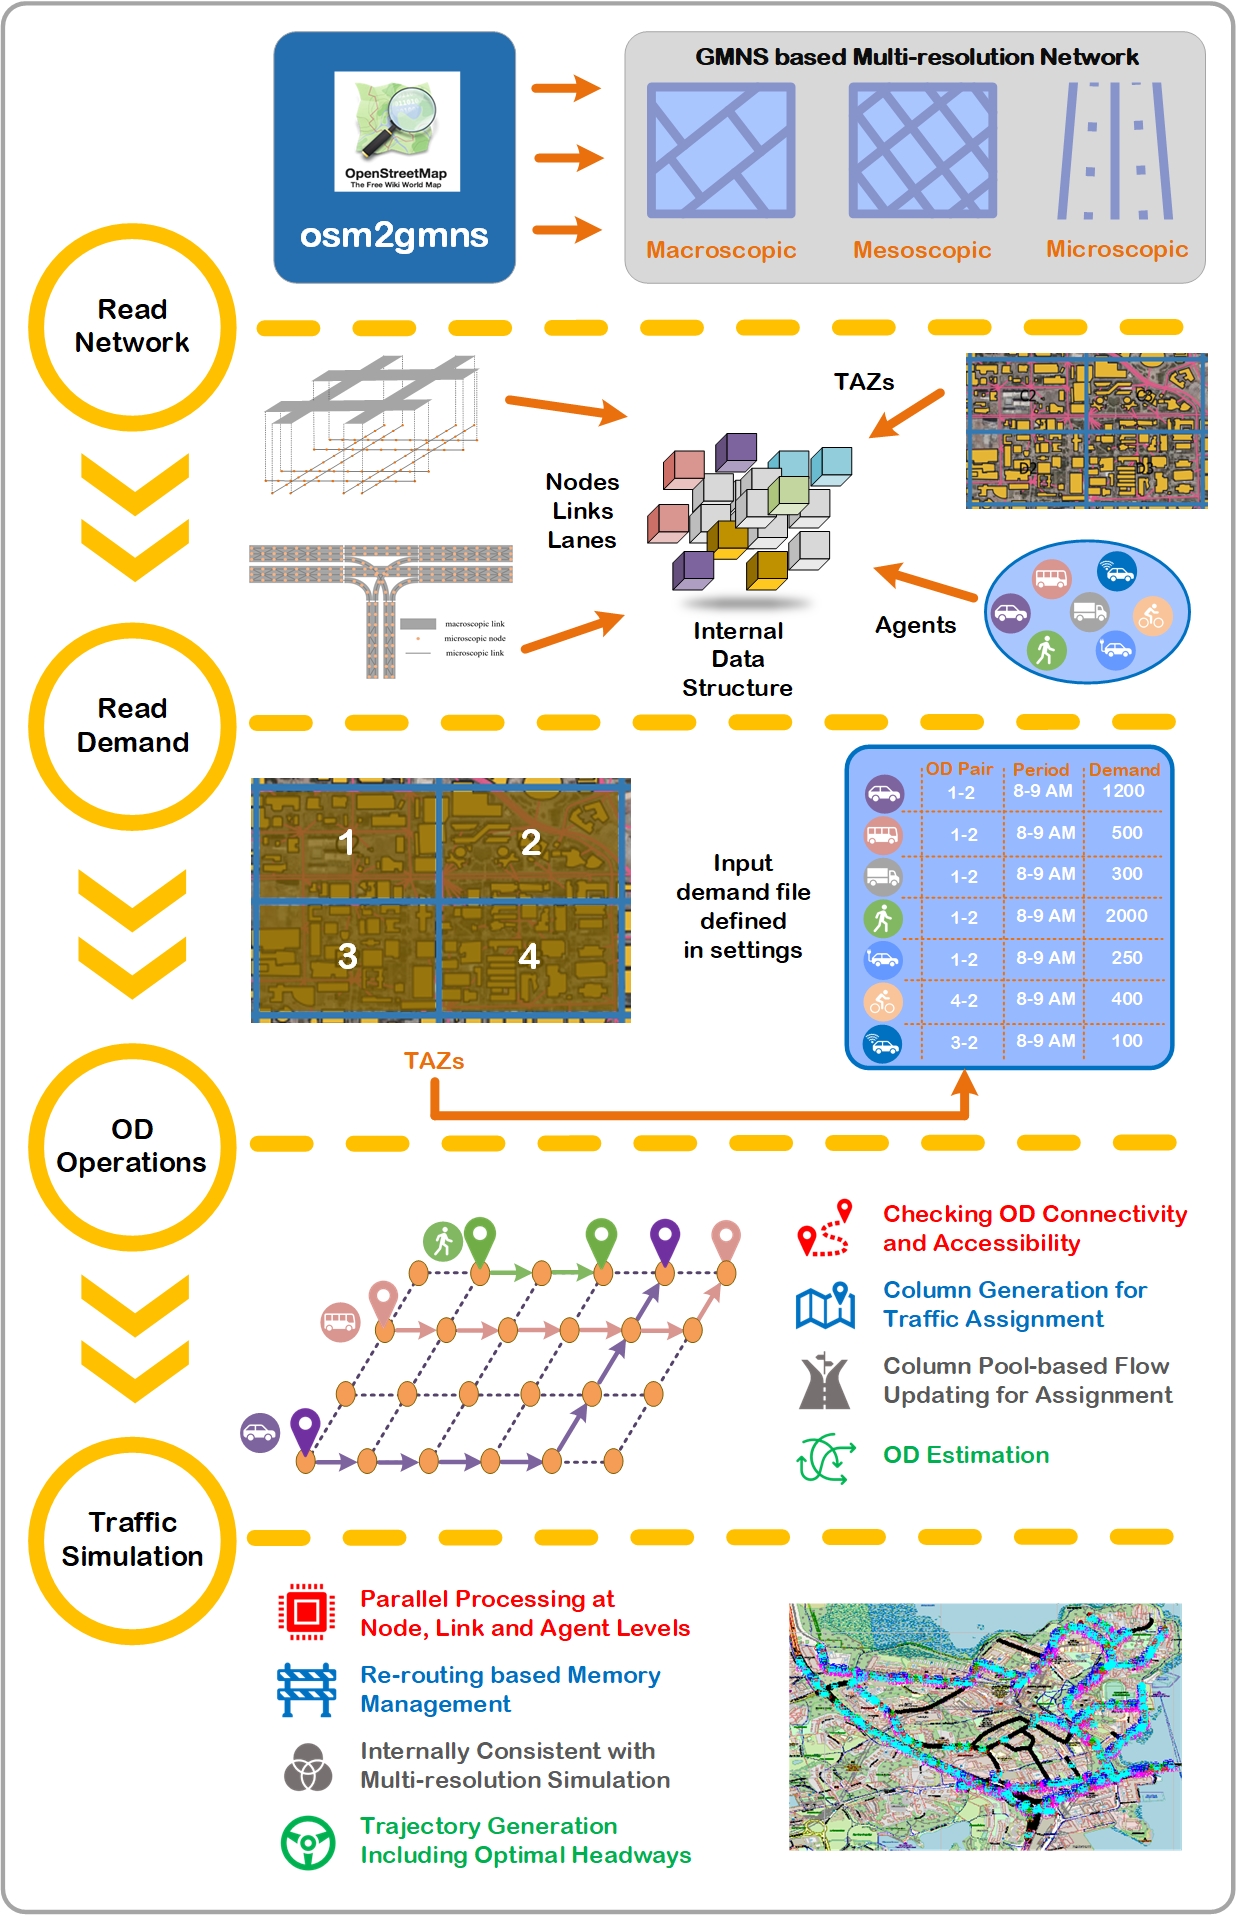 GMNS based Multi-resolution Network
OpenStreetMap
The Free Wiki World Map
osm2gmns
Macroscopic
Mesoscopic
Microscopic
Read
Network
TAZs
C2
D2
D3
Nodes
Links
Lanes
macroscopic link
microscopic node
microscopic link
Internal
Data
Structure
Agents
Read
Demand
1
2
3
4
TAZs
Input
demand file
defined
in settings
OD Pair Period Demand
1-2 8-9 AM 1200
1-2 8-9 AM 500
1-2 8-9 AM 300
1-2 8-9 AM 2000
1-2 8-9 AM 250
4-2 8-9 AM 400
3-2 8-9 AM 100
OD
Operations
Checking OD Connectivity
and Accessibility
Column Generation for
Traffic Assignment
Column Pool-based Flow
Updating for Assignment
OD Estimation
Traffic
Simulation
Parallel Processing at
Node, Link and Agent Levels
Re-routing based Memory
Management
Internally Consistent with
Multi-resolution Simulation
Trajectory Generation
Including Optimal Headways